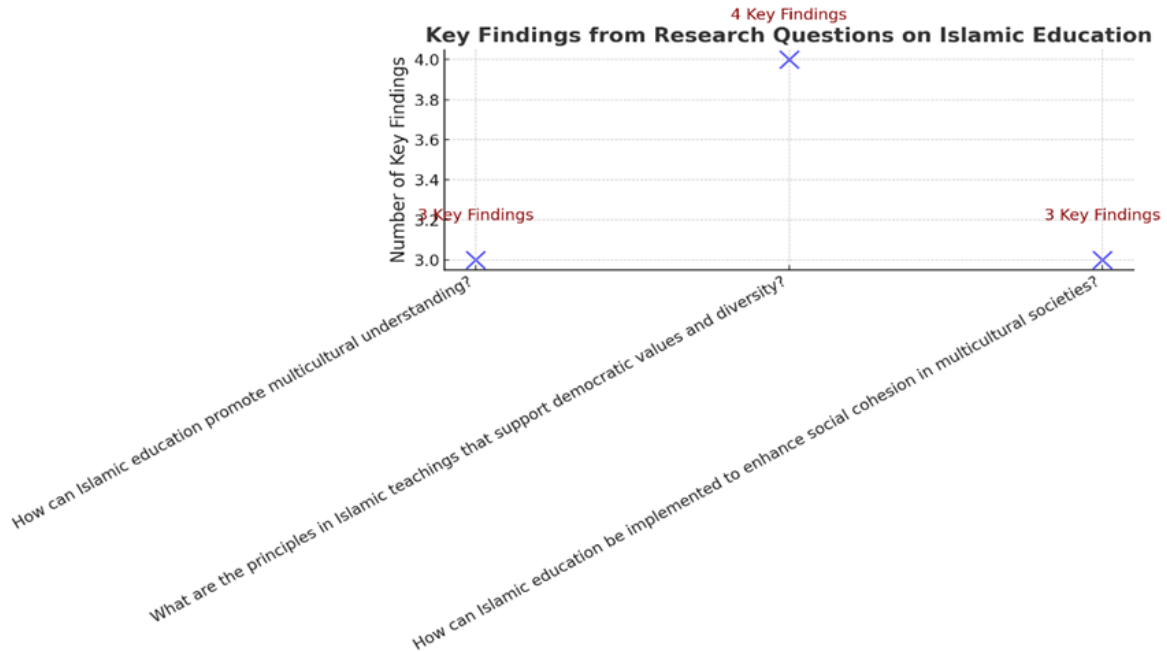 4 Key Findings
Key Findings from Research Questions on Islamic Education
Number of Key Findings
4.0
3.8
3.6
3.4
3.2
3.0
3 Key Findings
3 Key Findings
How can Islamic education promote multicultural understanding?
What are the principles in Islamic teachings that support democratic values and diversity?
How can Islamic education be implemented to enhance social cohesion in multicultural societies?